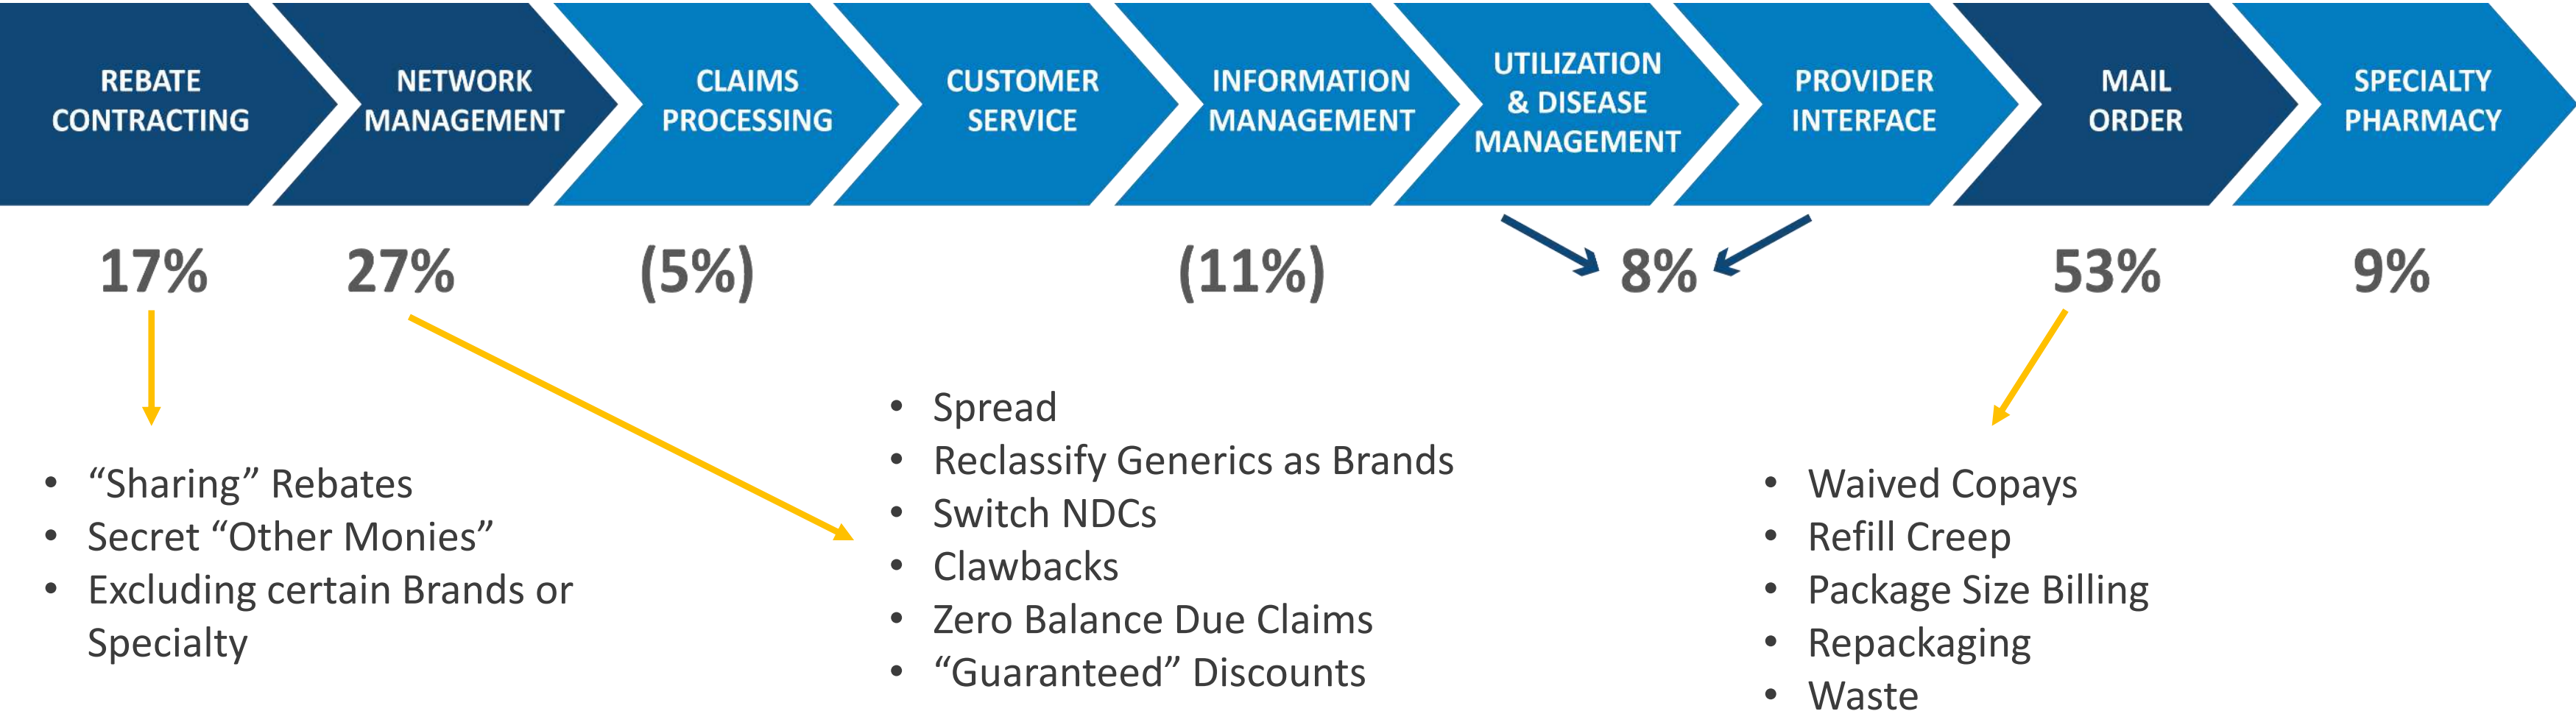 REBATE
CONTRACTING
NETWORK
MANAGEMENT
CLAIMS
PROCESSING
CUSTOMER
SERVICE
INFORMATION
MANAGEMENT
UTILIZATION
& DISEASE
MANAGEMENT
PROVIDER
INTERFACE
MAIL
ORDER
SPECIALTY
PHARMACY
17%
27%
(5%)
(11%)
8%
53%
9%
• “Sharing” Rebates
• Secret “Other Monies”
• Excluding certain Brands or
Specialty
• Spread
• Reclassify Generics as Brands
• Switch NDCs
• Clawbacks
• Zero Balance Due Claims
• “Guaranteed” Discounts
• Waived Copays
• Refill Creep
• Package Size Billing
• Repackaging
• Waste